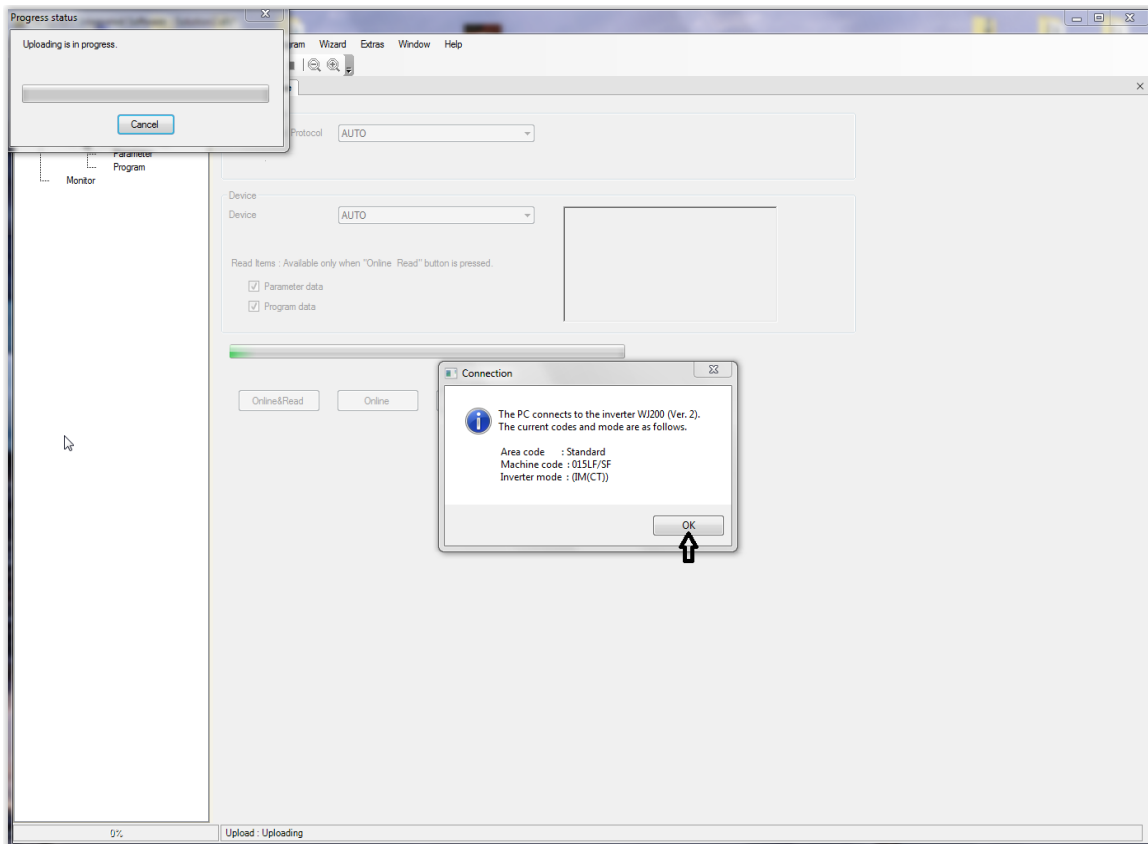 Progress status
Uploading is in progress.
Cancel
Wizard Extras Window Help
Protocol AUTO
Parameter
Program
Monitor
Device
Device AUTO
Read Items : Available only when "Online Read" button is pressed.
Parameter data
Program data
Online&Read Online
Connection
The PC connects to the inverter WJ200 (Ver. 2).
The current codes and mode are as follows.
Area code : Standard
Machine code : 015LF/SF
Inverter mode : (IM(CT))
OK
0% Upload : Uploading